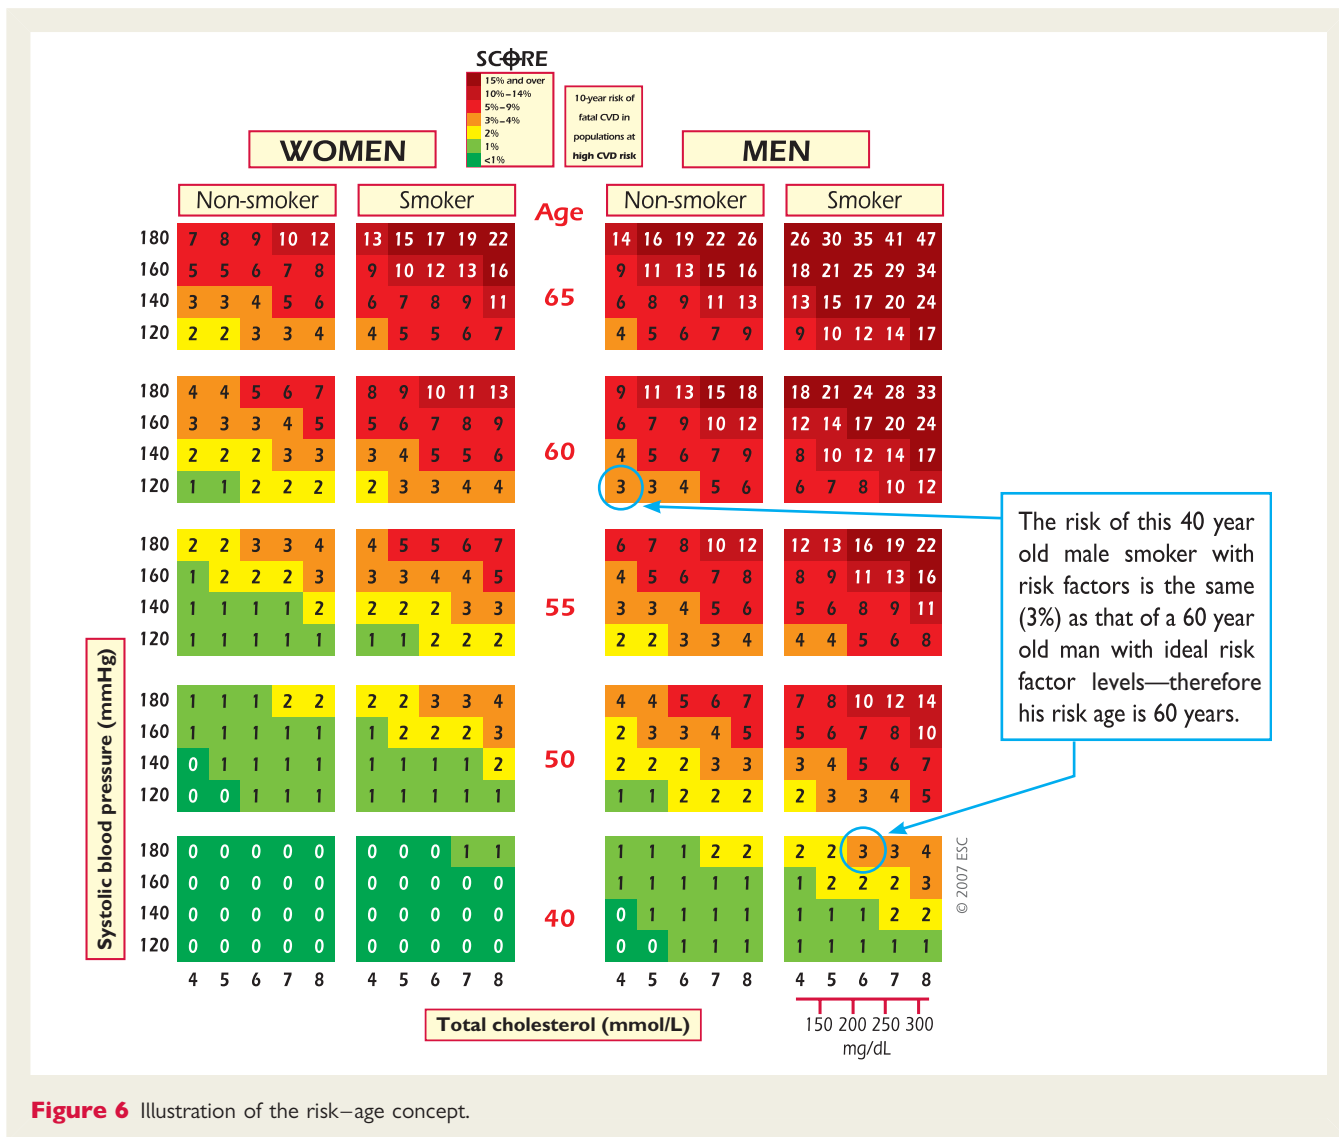 SCORE
15% and over
10%–14%
5%–9%
3%–4%
2%
1%
<1%
10-year risk of
fatal CVD in
populations at
high CVD risk
WOMEN
MEN
Non-smoker Smoker Age Non-smoker Smoker
180 7 8 9 10 12 13 15 17 19 22 14 16 19 22 26 26 30 35 41 47
160 5 5 6 7 8 9 10 12 13 16 9 11 13 15 16 18 21 25 29 34
65
140 3 3 4 5 6 6 7 8 9 11 6 8 9 11 13 13 15 17 20 24
120 2 2 3 3 4 4 5 5 6 7 4 5 6 7 9 9 10 12 14 17
180 4 4 5 6 7 8 9 10 11 13 9 11 13 15 18 18 21 24 28 33
160 3 3 3 4 5 5 6 7 8 9 6 7 9 10 12 12 14 17 20 24
60
140 2 2 2 3 3 3 4 5 5 6 4 5 6 7 9 8 10 12 14 17
120 1 1 2 2 2 2 3 3 4 4 3 3 4 5 6 6 7 8 10 12
180 2 2 3 3 4 4 5 5 6 7 6 7 8 10 12 12 13 16 19 22
160 1 2 2 2 3 3 3 4 4 5 4 5 6 7 8 8 9 11 13 16
55
140 1 1 1 1 2 2 2 2 3 3 3 3 4 5 6 5 6 8 9 11
120 1 1 1 1 1 1 1 2 2 2 2 2 3 3 4 4 4 5 6 8
180 1 1 1 2 2 2 2 3 3 4 4 4 5 6 7 7 8 10 12 14
160 1 1 1 1 1 1 2 2 2 3 2 3 3 4 5 5 6 7 8 10
50
140 0 1 1 1 1 1 1 1 1 2 2 2 2 3 3 3 4 5 6 7
120 0 0 1 1 1 1 1 1 1 1 1 1 2 2 2 2 3 3 4 5
180 0 0 0 0 0 0 0 0 1 1 1 1 1 2 2 2 2 3 3 4
160 0 0 0 0 0 0 0 0 0 0 1 1 1 1 1 1 2 2 2 3
40
140 0 0 0 0 0 0 0 0 0 0 0 1 1 1 1 1 1 1 2 2
120 0 0 0 0 0 0 0 0 0 0 0 0 1 1 1 1 1 1 1 1
4 5 6 7 8 4 5 6 7 8 4 5 6 7 8 4 5 6 7 8
Systolic blood pressure (mmHg)
Total cholesterol (mmol/L)
150 200 250 300
mg/dL
© 2007 ESC
The risk of this 40 year
old male smoker with
risk factors is the same
(3%) as that of a 60 year
old man with ideal risk
factor levels—therefore
his risk age is 60 years.
Figure 6 Illustration of the risk–age concept.